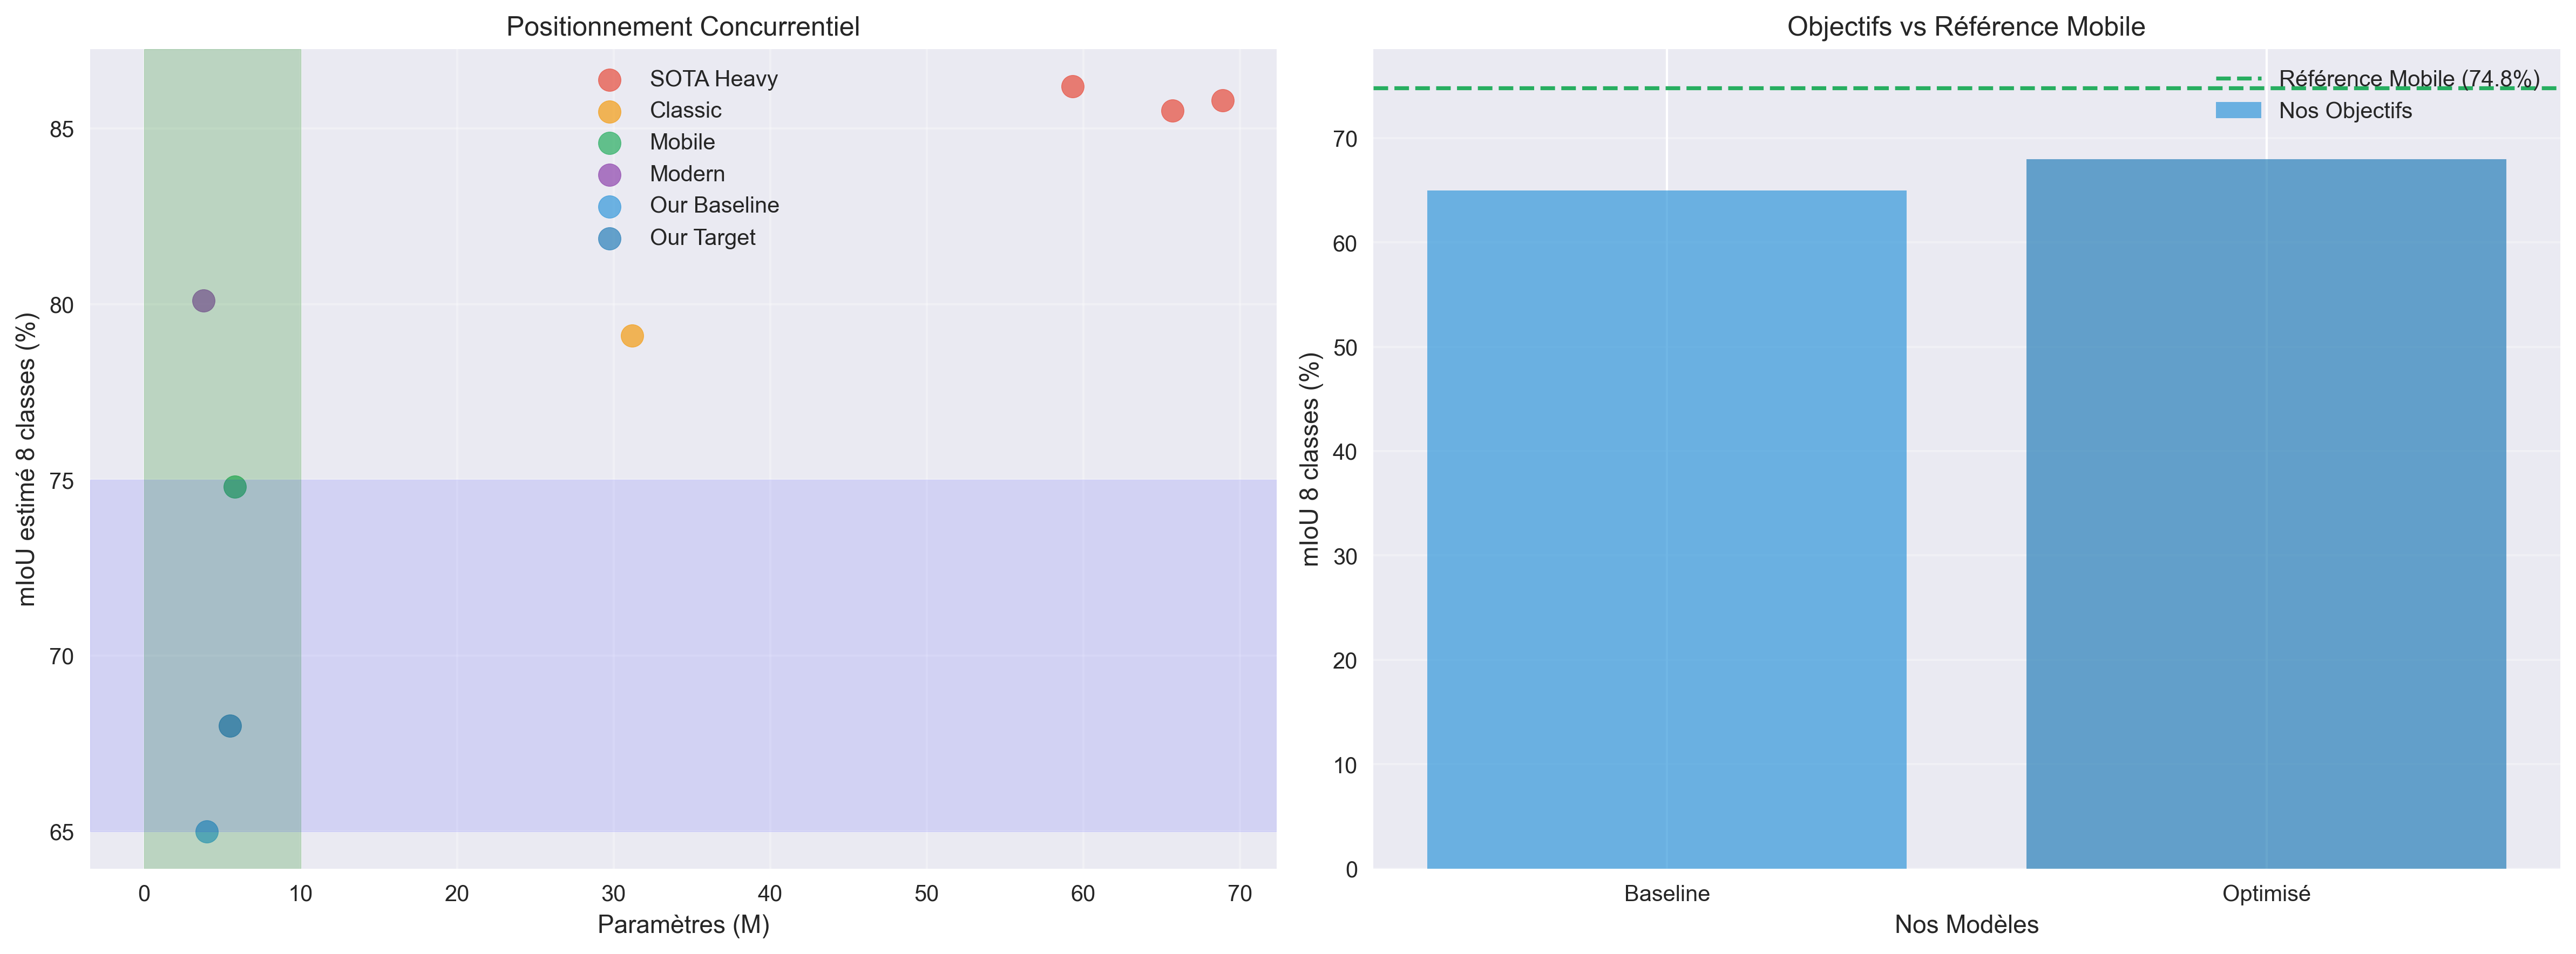 Positionnement Concurrentiel
SOTA Heavy
Classic
Mobile
Modern
Our Baseline
Our Target
mIoU estimé 8 classes (%)
85
80
75
70
65
0 10 20 30 40 50 60 70
Paramètres (M)
Objectifs vs Référence Mobile
Référence Mobile (74.8%)
Nos Objectifs
mIoU 8 classes (%)
70
60
50
40
30
20
10
0
Baseline Optimisé
Nos Modèles